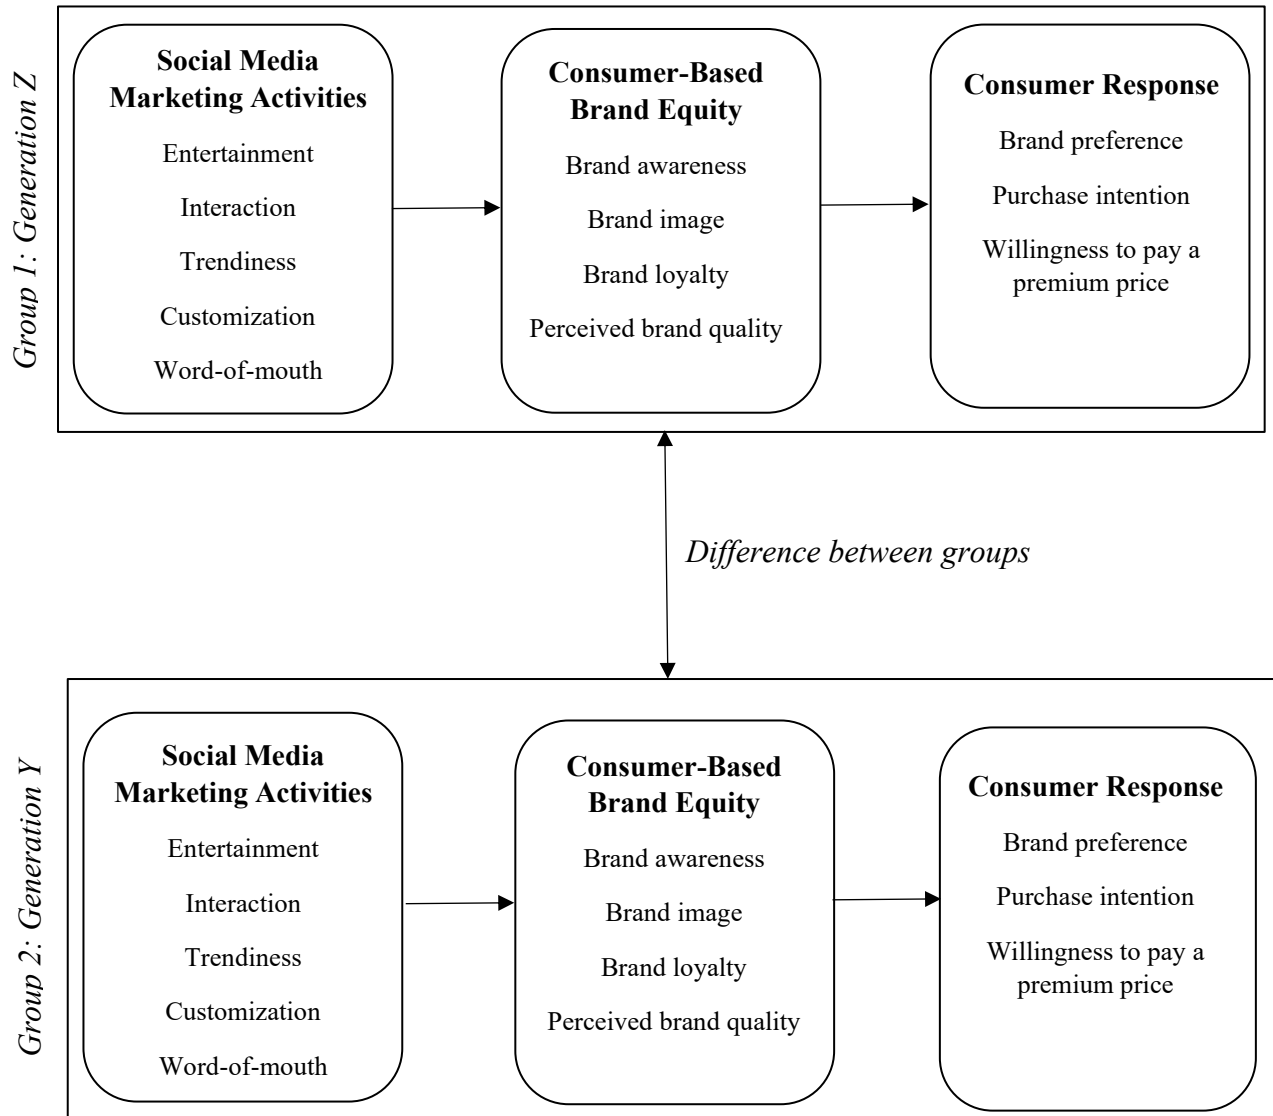 Group 1: Generation Z
Social Media
Marketing Activities
Entertainment
Interaction
Trendiness
Customization
Word-of-mouth
Consumer-Based
Brand Equity
Brand awareness
Brand image
Brand loyalty
Perceived brand quality
Consumer Response
Brand preference
Purchase intention
Willingness to pay a
premium price
Difference between groups
Group 2: Generation Y
Social Media
Marketing Activities
Entertainment
Interaction
Trendiness
Customization
Word-of-mouth
Consumer-Based
Brand Equity
Brand awareness
Brand image
Brand loyalty
Perceived brand quality
Consumer Response
Brand preference
Purchase intention
Willingness to pay a
premium price